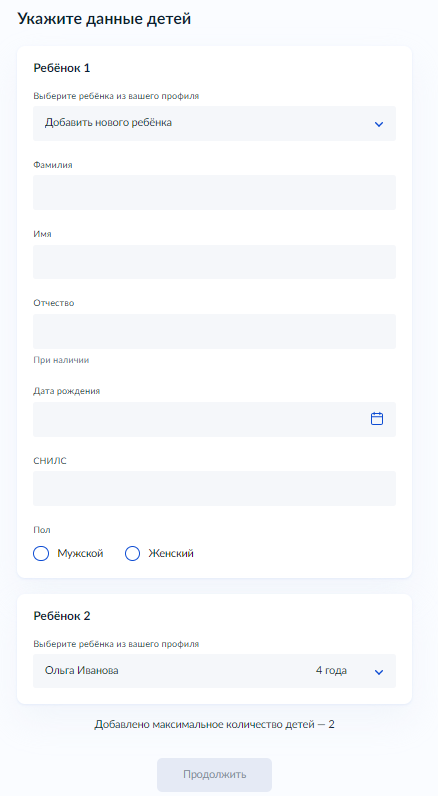 Укажите данные детей
Ребёнок 1
Выберите ребёнка из вашего профиля
Добавить нового ребёнка
Фамилия
Имя
Отчество
При наличии
Дата рождения
СНИЛС
Пол
Мужской Женский
Ребёнок 2
Выберите ребёнка из вашего профиля
Ольга Иванова 4 года
Добавлено максимальное количество детей — 2
Продолжить